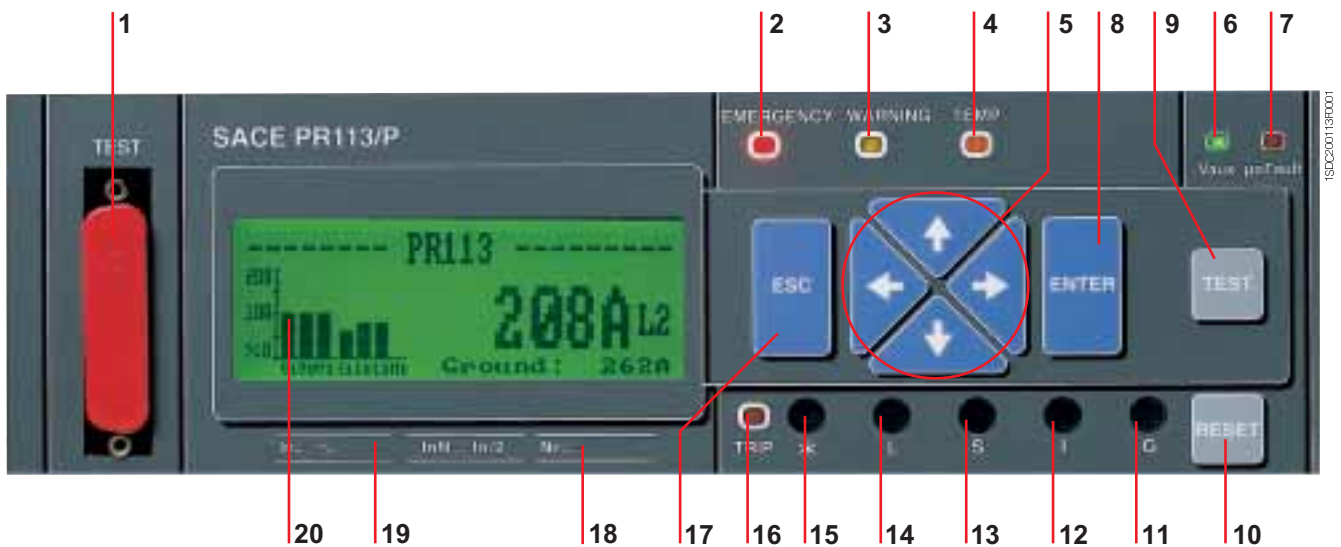 1
2
3
4
5
8
9
6
7
TEST
SACE PR113/P
EMERGENCY
WARNING
TEMP
Vaux
µpFault
1SDC200113F0001
PR113
208A L2
Ground: 262A
ESC
ENTER
TEST
TRIP
L
S
I
G
RESET
20
19
18
17
16
15
14
13
12
11
10